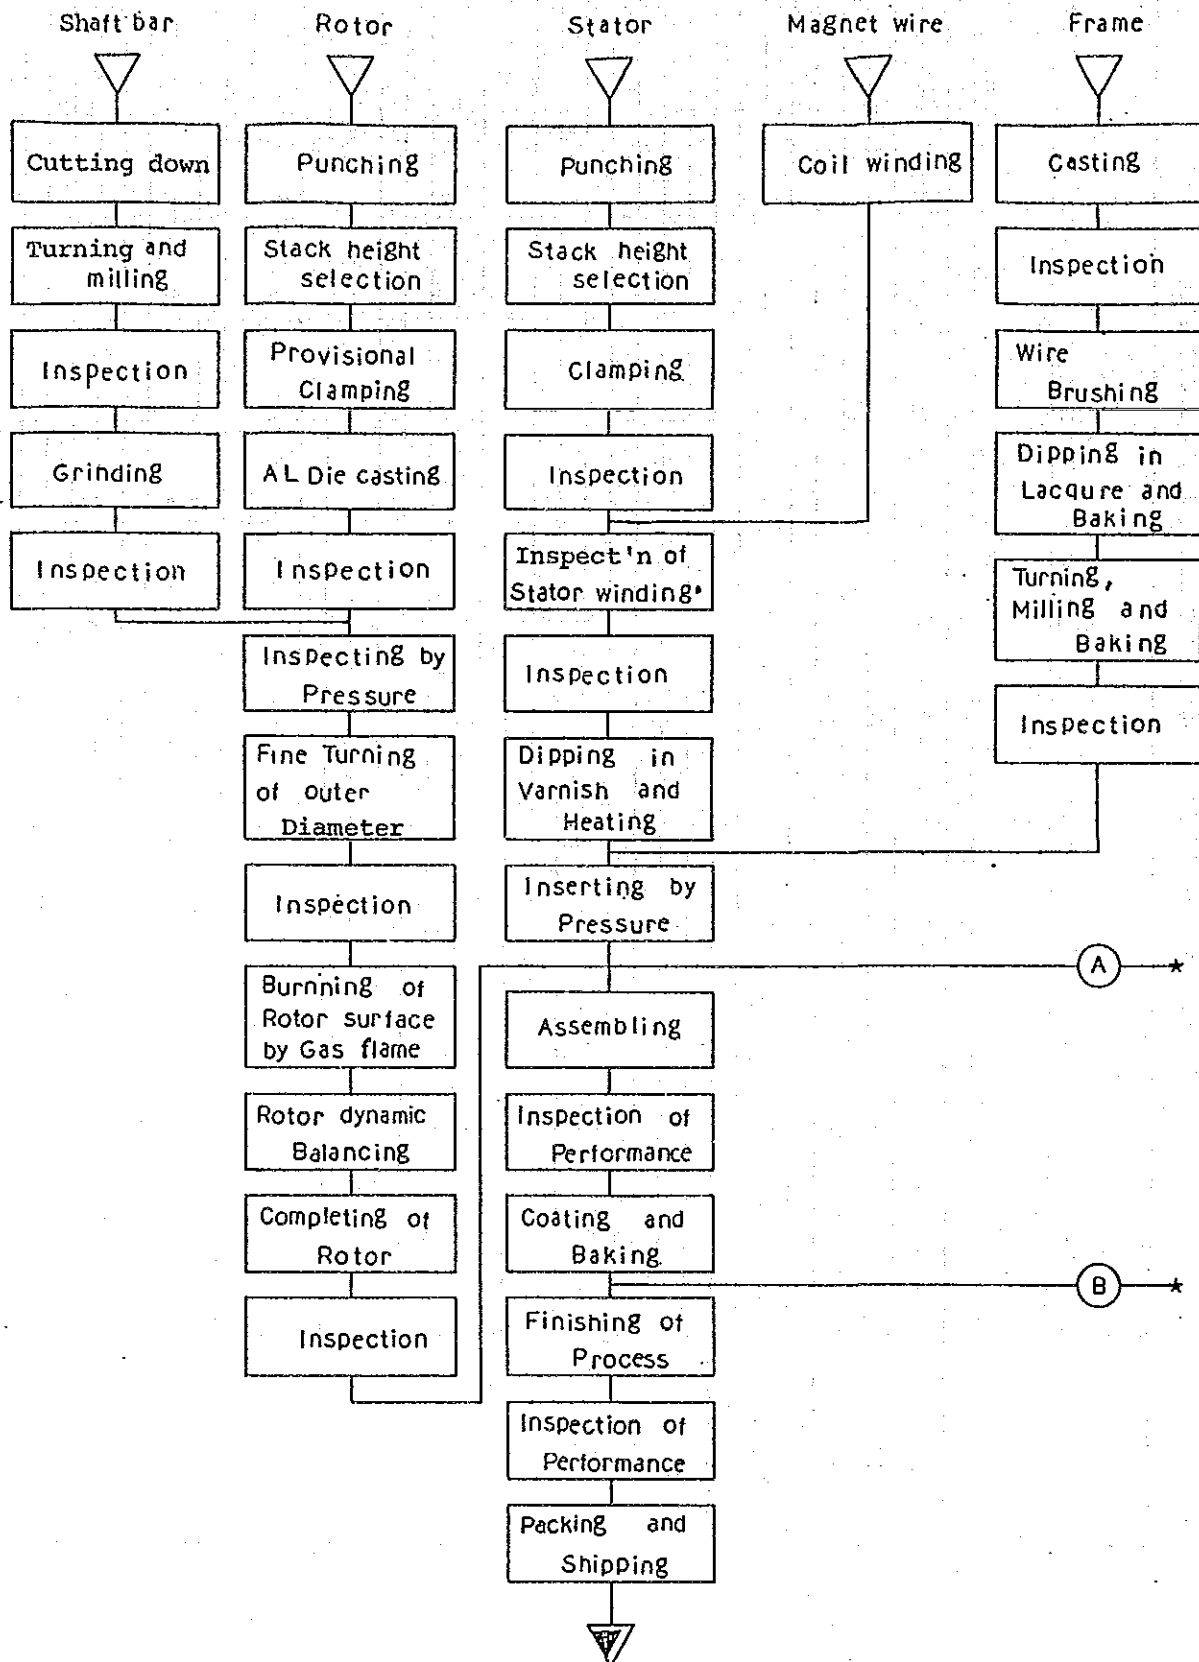 Shaft bar
Rotor
Stator
Magnet wire
Frame
Cutting down
Turning and
milling
Inspection
Grinding
Inspection
Punching
Stack height
selection
Provisional
Clamping
AL Die casting
Inspection
Inspecting by
Pressure
Fine Turning
of outer
Diameter
Inspection
Burnning of
Rotor surface
by Gas flame
Rotor dynamic
Balancing
Completing of
Rotor
Inspection
Punching
Stack height
selection
Clamping
Inspection
Inspect'n of
Stator winding.
Inspection
Dipping in
Varnish and
Heating
Inserting by
Pressure
Assembling
Inspection of
Performance
Coating and
Baking
Finishing of
Process
Inspection of
Performance
Packing and
Shipping
Coil winding
Casting
Inspection
Wire
Brushing
Dipping in
Lacqure and
Baking
Turning,
Milling and
Baking
Inspection
A *
B *